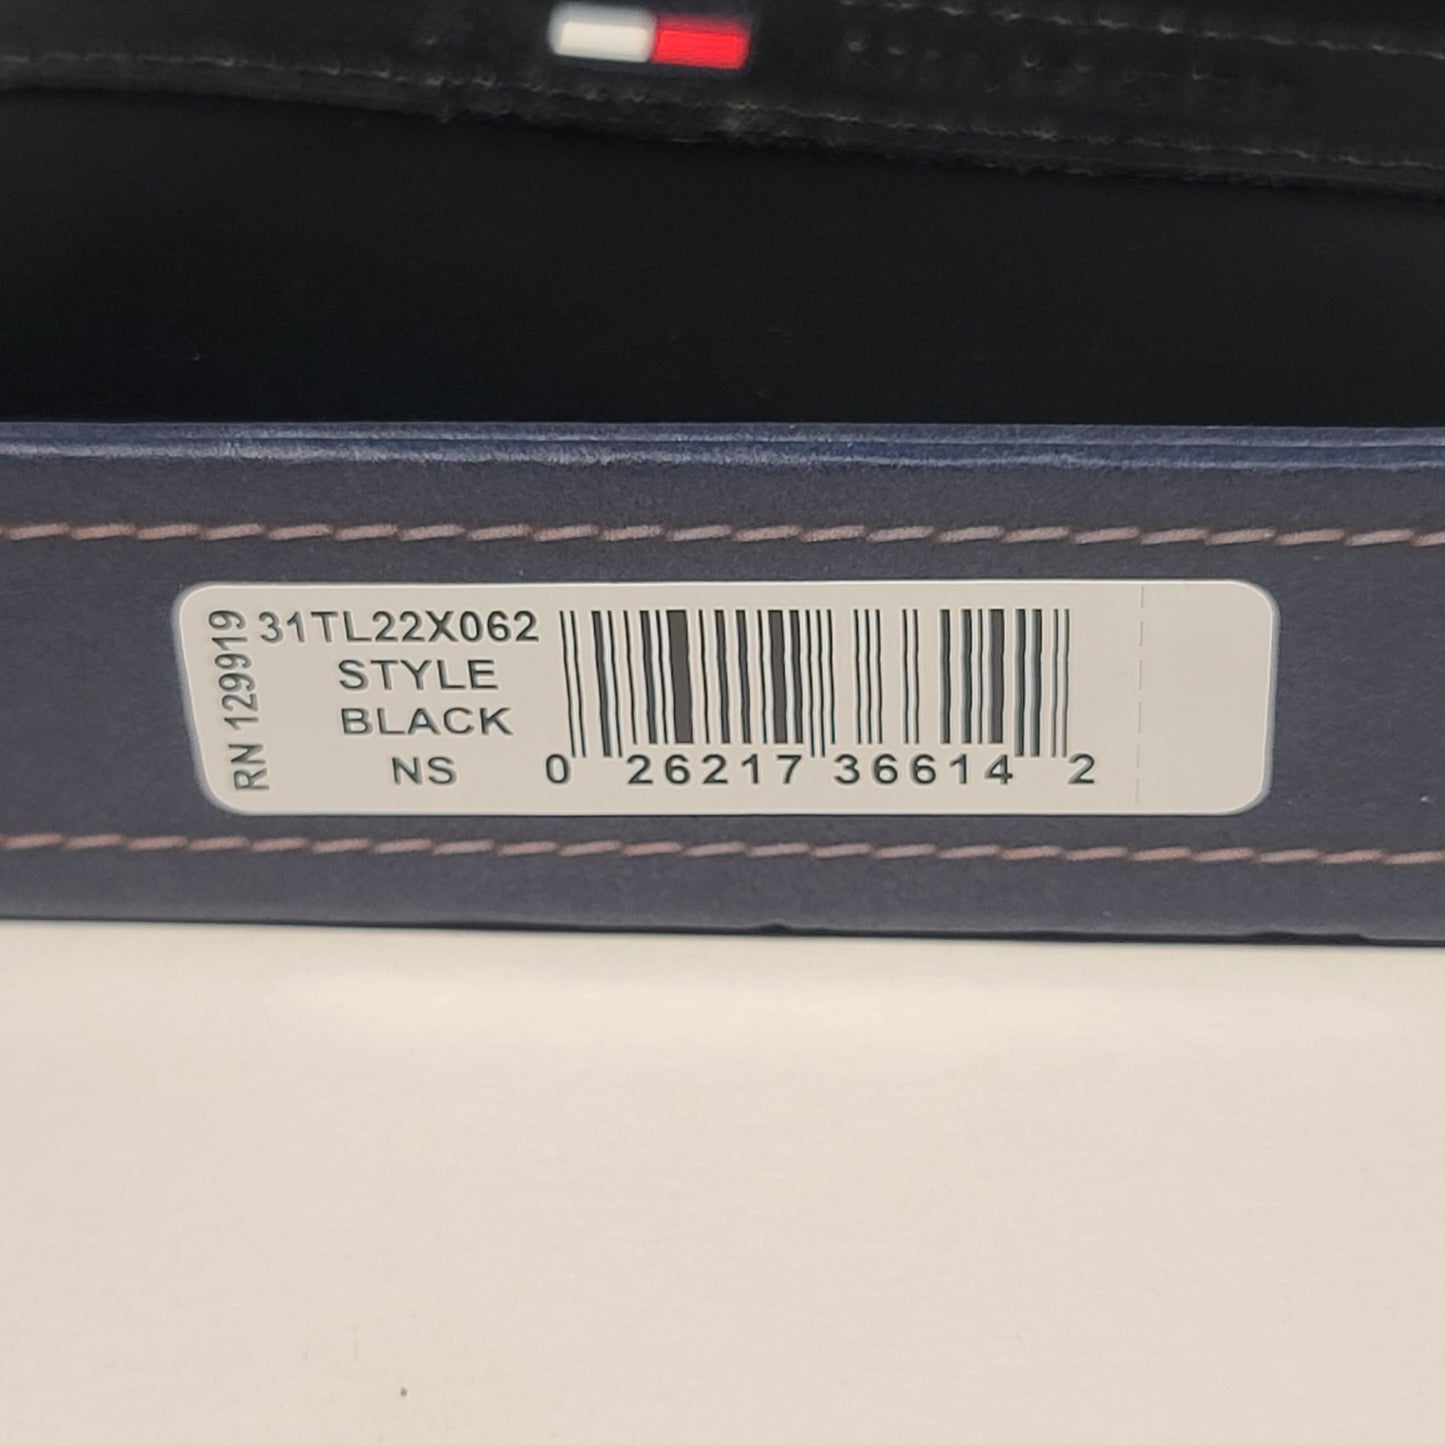 RN 129919
31TL22X062
STYLE
BLACK
NS
0 26217 36614 2